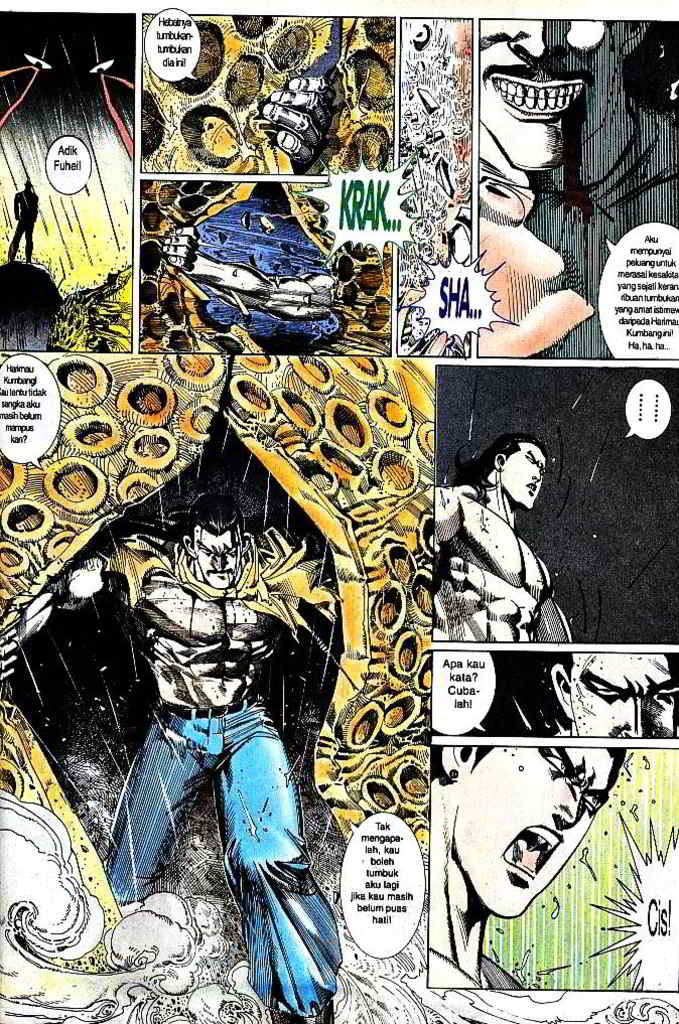 Adik
Fuhei!
Hebatnya
tumbukan-
tumbukan
dia ini!
KRAK...
SHA...
Aku
mempunyai
peluang untuk
merasai kesakitan
yang sejati kerana
ribuan tumbukan
yang amat istimewa
daripada Harimau
Kumbang ini!
Ha, ha, ha...
Harimau
Kumbang!
Kau tentu tidak
sangka aku
masih belum
mampus
kan?
Tak
mengapa-
lah, kau
boleh
tumbuk
aku lagi
jika kau masih
belum puas
hati!
Apa kau
kata?
Cuba-
lah!
Cis!